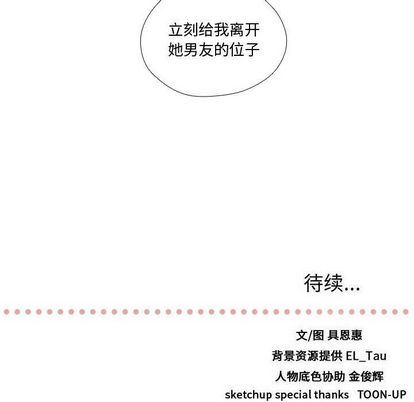 立刻给我离开
她男友的位子
待续...
文/图 具恩惠
背景资源提供 EL_Tau
人物底色协助 金俊辉
sketchup special thanks TOON-UP